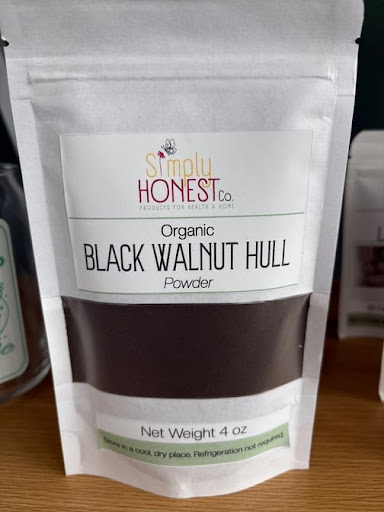 Simply
HONEST Co.
PRODUCTS FOR HEALTH & HOME
Organic
BLACK WALNUT HULL
Powder
Net Weight 4 oz
Store in a cool, dry place. Refrigeration not required.